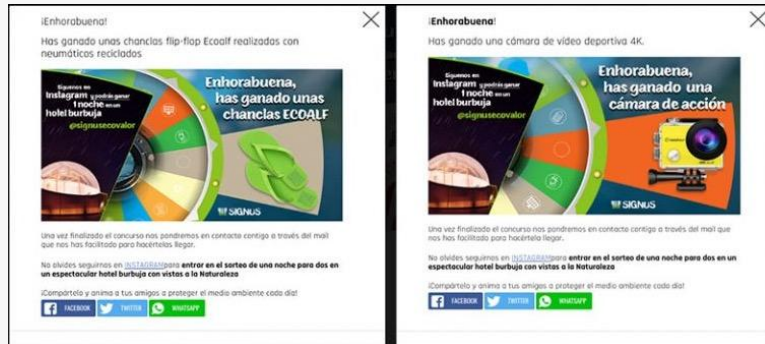 ¡Enhorabuena!
Has ganado unas chanclas flip-flop Ecoalf realizadas con
neumáticos reciclados
Síguenos en
Instagram y podrás ganar
1 noche en un
hotel burbuja
@signusecovalor
Enhorabuena,
has ganado unas
chanclas ECOALF
SIGNUS
Una vez finalizado el concurso nos pondremos en contacto contigo a través del mail
que nos has facilitado para hacértelas llegar.
No olvides seguirnos en INSTAGRAM para entrar en el sorteo de una noche para dos en
un espectacular hotel burbuja con vistas a la Naturaleza
¡Compártelo y anima a tus amigos a proteger el medio ambiente cada día!
FACEBOOK TWITTER WHATSAPP
¡Enhorabuena!
Has ganado una cámara de vídeo deportiva 4K.
Síguenos en
Instagram y podrás ganar
1 noche en un
hotel burbuja
@signusecovalor
Enhorabuena,
has ganado una
cámara de acción
SIGNUS
Una vez finalizado el concurso nos pondremos en contacto contigo a través del mail que
nos has facilitado para hacértela llegar.
No olvides seguirnos en INSTAGRAM para entrar en el sorteo de una noche para dos en un
espectacular hotel burbuja con vistas a la Naturaleza
¡Compártelo y anima a tus amigos a proteger el medio ambiente cada día!
FACEBOOK TWITTER WHATSAPP